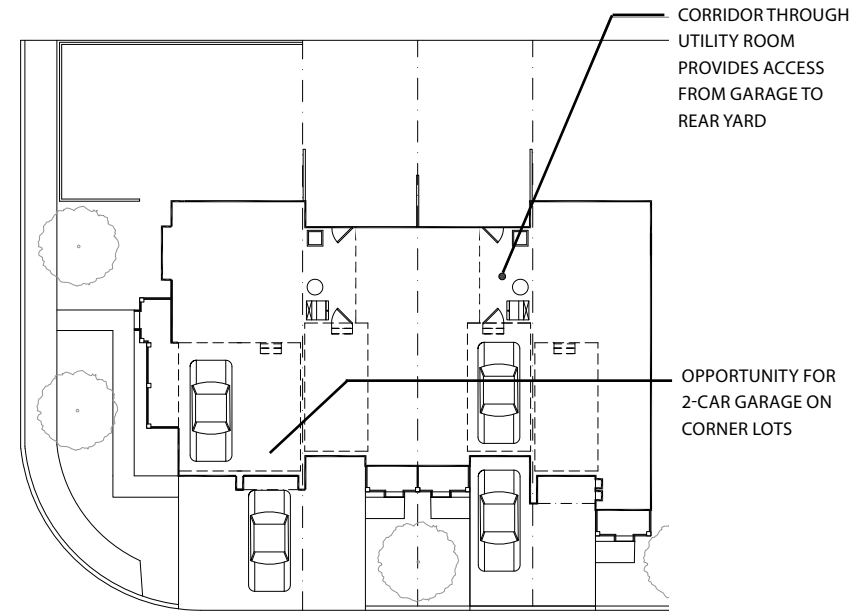 CORRIDOR THROUGH
UTILITY ROOM
PROVIDES ACCESS
FROM GARAGE TO
REAR YARD
OPPORTUNITY FOR
2-CAR GARAGE ON
CORNER LOTS